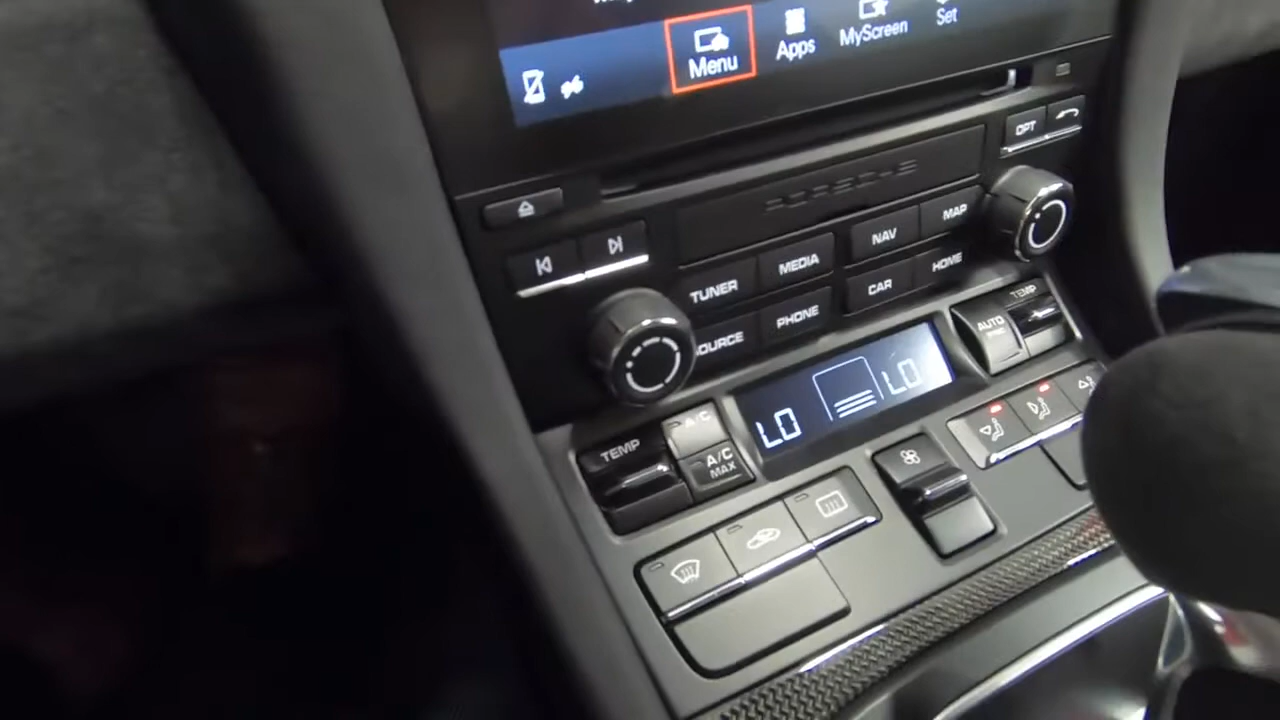 Menu
Apps
MyScreen
Set
OPT
PORSCHE
MAP
NAV
MEDIA
TUNER
HOME
CAR
PHONE
SOURCE
TEMP
AUTO
LO
LO
TEMP
A/C
A/C
MAX